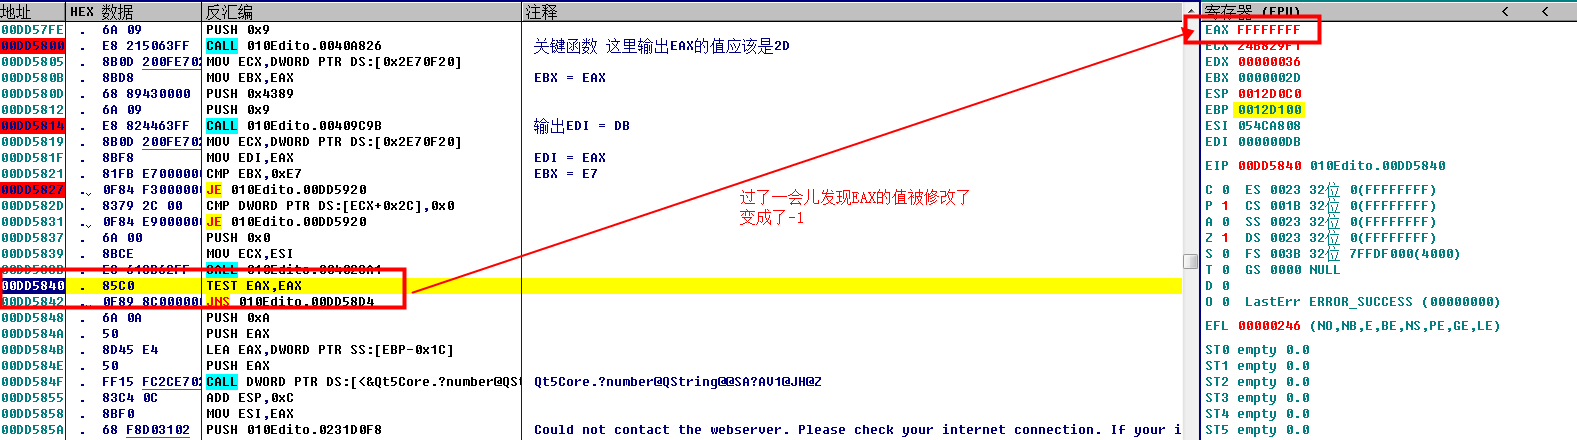 地址 HEX 数据 反汇编 注释 寄存器 (FPU) < <
00DD57FE . 6A 09 PUSH 0x9
00DD5800 . E8 215063FF CALL 010Edito.0040A826 关键函数 这里输出EAX的值应该是2D
00DD5805 . 8B0D 200FE702 MOV ECX,DWORD PTR DS:[0x2E70F20]
00DD580B . 8BD8 MOV EBX,EAX EBX = EAX
00DD580D . 68 89430000 PUSH 0x4389
00DD5812 . 6A 09 PUSH 0x9
00DD5814 . E8 824463FF CALL 010Edito.00409C9B 输出EDI = DB
00DD5819 . 8B0D 200FE702 MOV ECX,DWORD PTR DS:[0x2E70F20]
00DD581F . 8BF8 MOV EDI,EAX EDI = EAX
00DD5821 . 81FB E7000000 CMP EBX,0xE7 EBX = E7
00DD5827 . 0F84 F3000000 JE 010Edito.00DD5920
00DD582D . 8379 2C 00 CMP DWORD PTR DS:[ECX+0x2C],0x0
00DD5831 . 0F84 E9000000 JE 010Edito.00DD5920
00DD5837 . 6A 00 PUSH 0x0
00DD5839 . 8BCE MOV ECX,ESI
CALL
00DD5840 . 85C0 TEST EAX,EAX
00DD5842 . 0F89 8C000000 JNS 010Edito.00DD58D4
00DD5848 . 6A 0A PUSH 0xA
00DD584A . 50 PUSH EAX
00DD584B . 8D45 E4 LEA EAX,DWORD PTR SS:[EBP-0x1C]
00DD584E . 50 PUSH EAX
00DD584F . FF15 FC2CE702 CALL DWORD PTR DS:[<&Qt5Core.?number@QSt Qt5Core.?number@QString@@SA?AV1@JH@Z
00DD5855 . 83C4 0C ADD ESP,0xC
00DD5858 . 8BF0 MOV ESI,EAX
00DD585A . 68 F8D03102 PUSH 010Edito.0231D0F8 Could not contact the webserver. Please check your internet connection. If your i
过了一会儿发现EAX的值被修改了
变成了-1
EAX FFFFFFFF
ECX 24B829F1
EDX 00000036
EBX 0000002D
ESP 0012D0C0
EBP 0012D100
ESI 054CA808
EDI 000000DB
EIP 00DD5840 010Edito.00DD5840
C 0 ES 0023 32位 0(FFFFFFFF)
P 1 CS 001B 32位 0(FFFFFFFF)
A 0 SS 0023 32位 0(FFFFFFFF)
Z 1 DS 0023 32位 0(FFFFFFFF)
S 0 FS 003B 32位 7FFDF000(4000)
T 0 GS 0000 NULL
D 0
O 0 LastErr ERROR_SUCCESS (00000000)
EFL 00000246 (NO,NB,E,BE,NS,PE,GE,LE)
ST0 empty 0.0
ST1 empty 0.0
ST2 empty 0.0
ST3 empty 0.0
ST4 empty 0.0
ST5 empty 0.0